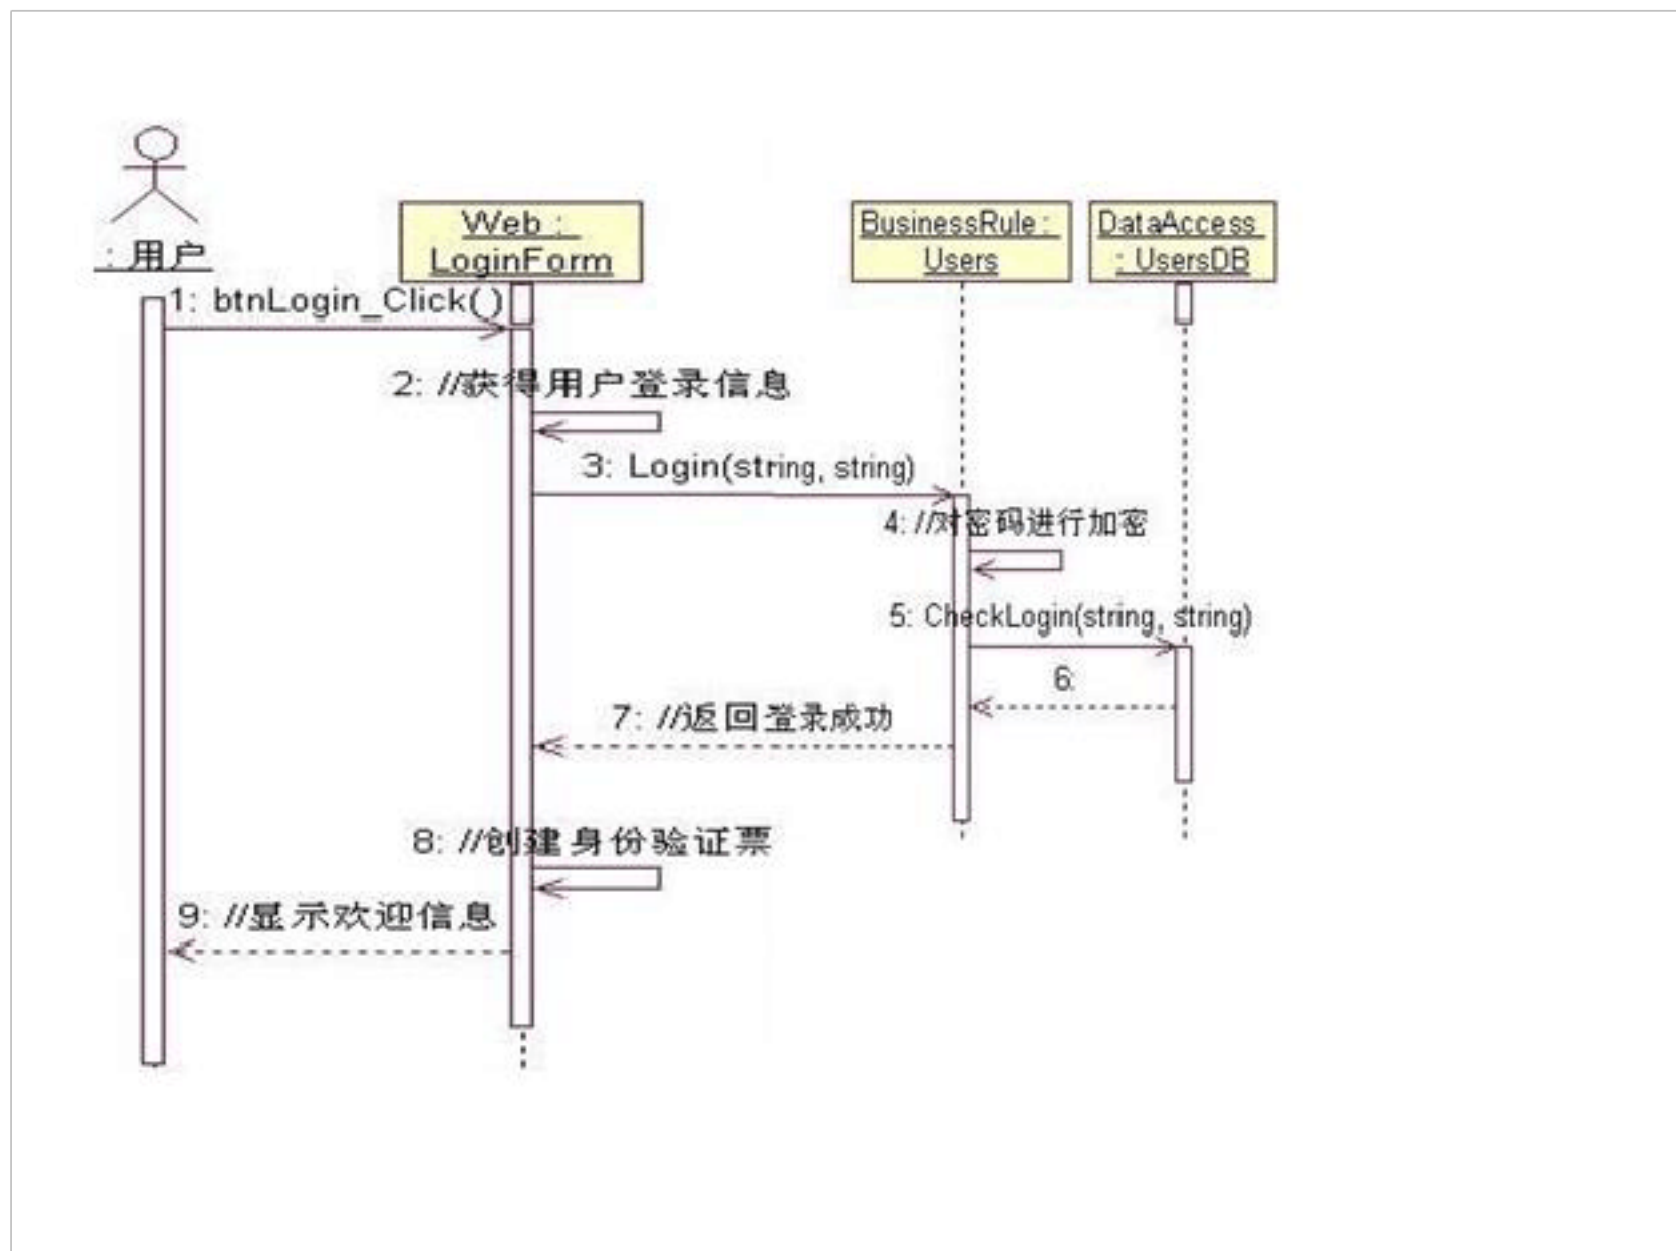 Web :
LoginForm
BusinessRule :
Users
DataAccess
: UsersDB
: 用户
1: btnLogin_Click()
2: //获得用户登录信息
3: Login(string, string)
4: //对密码进行加密
5: CheckLogin(string, string)
6:
7: //返回登录成功
8: //创建身份验证票
9: //显示欢迎信息